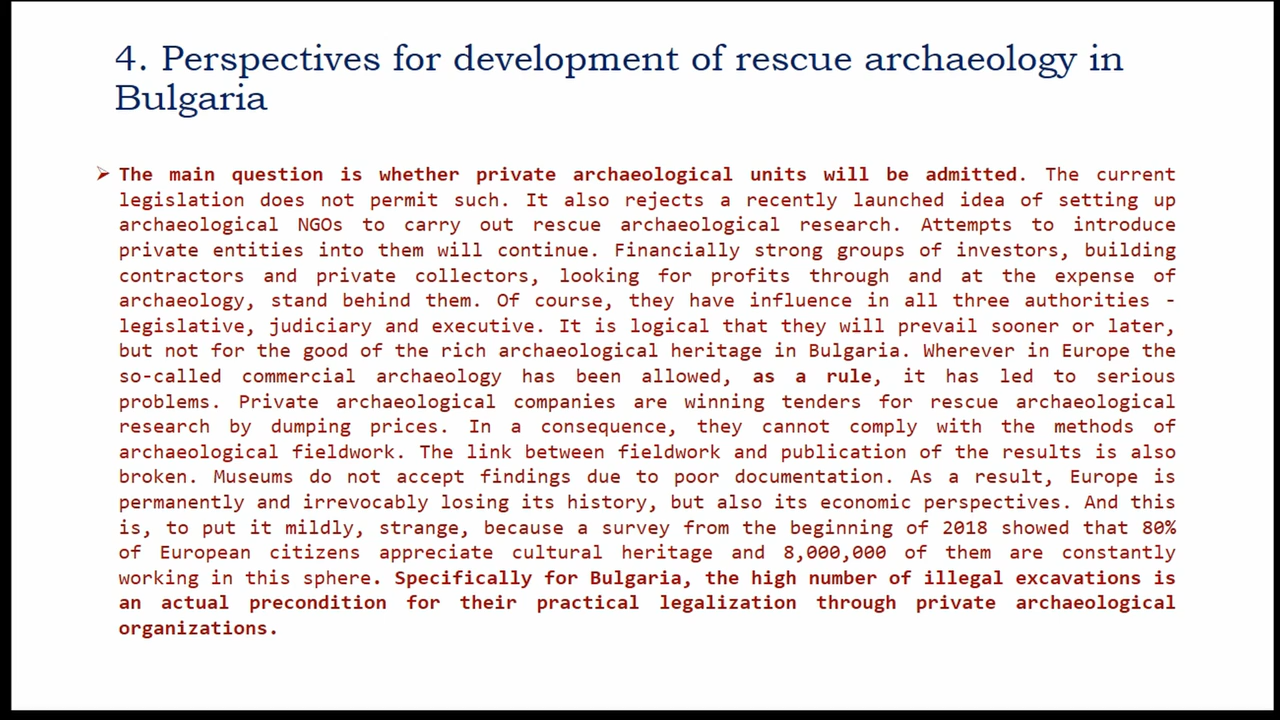 4. Perspectives for development of rescue archaeology in
Bulgaria
➢ The main question is whether private archaeological units will be admitted. The current
legislation does not permit such. It also rejects a recently launched idea of setting up
archaeological NGOs to carry out rescue archaeological research. Attempts to introduce
private entities into them will continue. Financially strong groups of investors, building
contractors and private collectors, looking for profits through and at the expense of
archaeology, stand behind them. Of course, they have influence in all three authorities -
legislative, judiciary and executive. It is logical that they will prevail sooner or later,
but not for the good of the rich archaeological heritage in Bulgaria. Wherever in Europe the
so-called commercial archaeology has been allowed, as a rule, it has led to serious
problems. Private archaeological companies are winning tenders for rescue archaeological
research by dumping prices. In a consequence, they cannot comply with the methods of
archaeological fieldwork. The link between fieldwork and publication of the results is also
broken. Museums do not accept findings due to poor documentation. As a result, Europe is
permanently and irrevocably losing its history, but also its economic perspectives. And this
is, to put it mildly, strange, because a survey from the beginning of 2018 showed that 80%
of European citizens appreciate cultural heritage and 8,000,000 of them are constantly
working in this sphere. Specifically for Bulgaria, the high number of illegal excavations is
an actual precondition for their practical legalization through private archaeological
organizations.